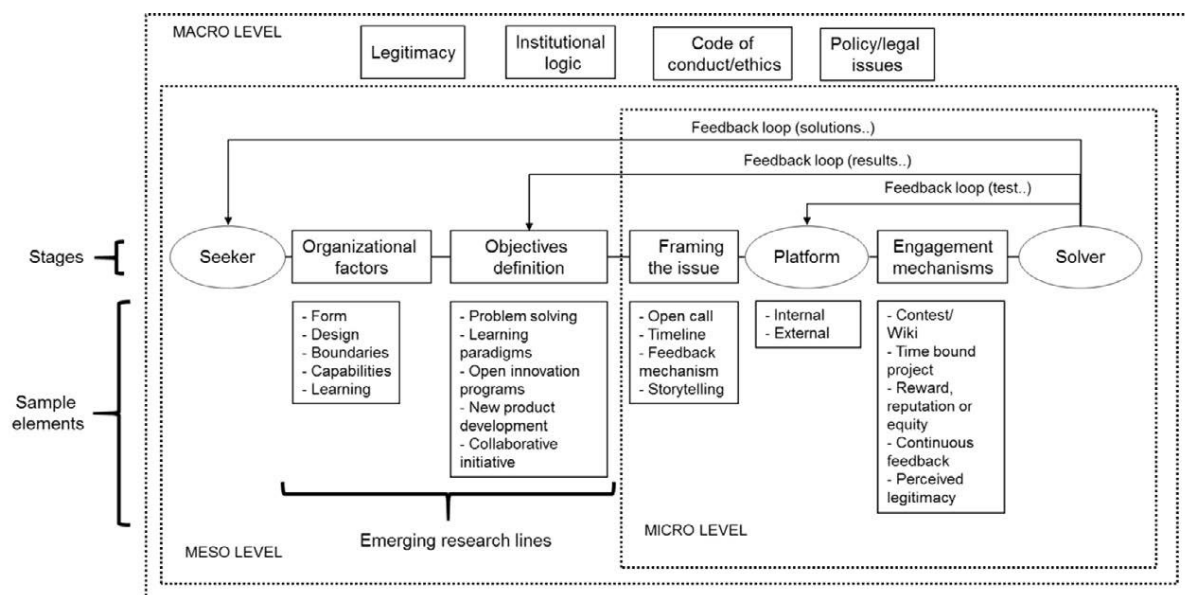 MACRO LEVEL
Legitimacy
Institutional
logic
Code of
conduct/ethics
Policy/legal
issues
Feedback loop (solutions..)
Feedback loop (results..)
Feedback loop (test..)
Stages
Seeker
Organizational
factors
Objectives
definition
Framing
the issue
Platform
Engagement
mechanisms
Solver
Sample
elements
- Form
- Design
- Boundaries
- Capabilities
- Learning
- Problem solving
- Learning
paradigms
- Open innovation
programs
- New product
development
- Collaborative
initiative
- Open call
- Timeline
- Feedback
mechanism
- Storytelling
- Internal
- External
- Contest/
Wiki
- Time bound
project
- Reward,
reputation or
equity
- Continuous
feedback
- Perceived
legitimacy
Emerging research lines
MESO LEVEL
MICRO LEVEL